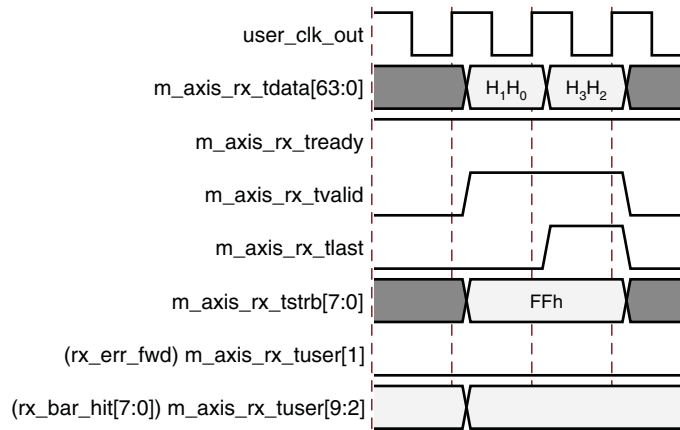 user_clk_out
m_axis_rx_tdata[63:0] H₁H₀ H₃H₂
m_axis_rx_tready
m_axis_rx_tvalid
m_axis_rx_tlast
m_axis_rx_tstrb[7:0] FFh
(rx_err_fwd) m_axis_rx_tuser[1]
(rx_bar_hit[7:0]) m_axis_rx_tuser[9:2]